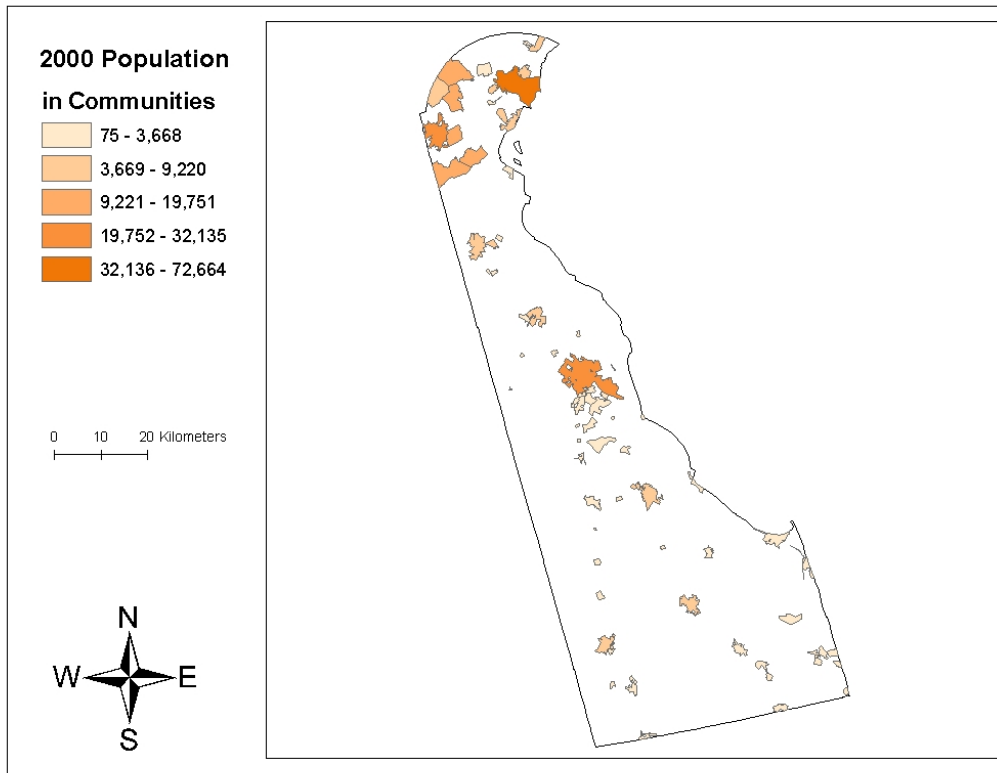 2000 Population
in Communities
75 - 3,668
3,669 - 9,220
9,221 - 19,751
19,752 - 32,135
32,136 - 72,664
0 10 20 Kilometers
N
W E
S